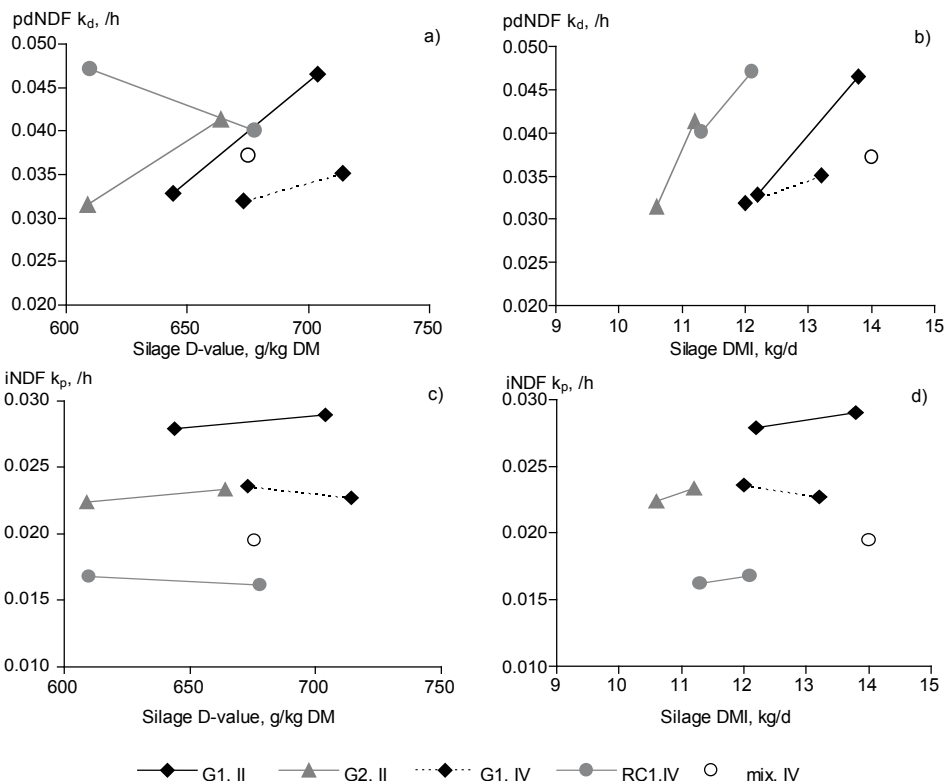 pdNDF kd, /h
a)
0.050
0.045
0.040
0.035
0.030
0.025
0.020
600 650 700 750
Silage D-value, g/kg DM
pdNDF kd, /h
b)
0.050
0.045
0.040
0.035
0.030
0.025
0.020
9 10 11 12 13 14 15
Silage DMI, kg/d
iNDF kp, /h
c)
0.030
0.025
0.020
0.015
0.010
600 650 700 750
Silage D-value, g/kg DM
iNDF kp, /h
d)
0.030
0.025
0.020
0.015
0.010
9 10 11 12 13 14 15
Silage DMI, kg/d
G1, II G2, II G1, IV RC1,IV mix, IV